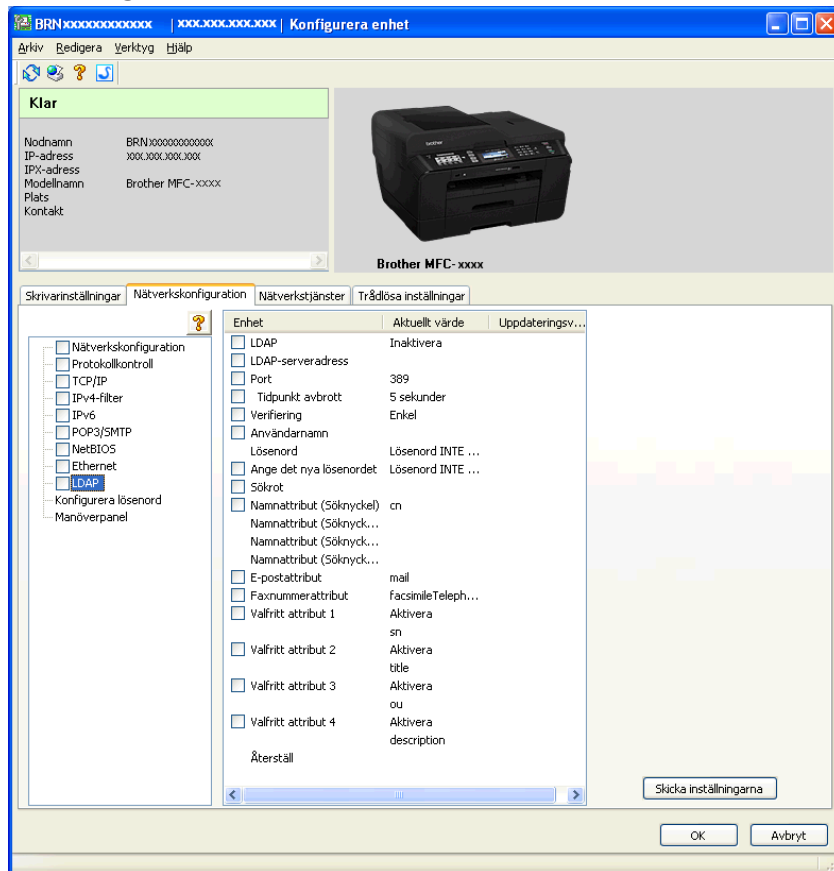 BRNxxxxxxxxxxxx | xxx.xxx.xxx.xxx | Konfigurera enhet
Arkiv Redigera Verktyg Hjälp
Klar
Nodnamn BRNxxxxxxxxxxxx
IP-adress xxx.xxx.xxx.xxx
IPX-adress
Modellnamn Brother MFC-xxxx
Plats
Kontakt
brother
Brother MFC-xxxx
Skrivarinställningar Nätverkskonfiguration Nätverkstjänster Trådlösa inställningar
Nätverkskonfiguration
Protokollkontroll
TCP/IP
IPv4-filter
IPv6
POP3/SMTP
NetBIOS
Ethernet
LDAP
Konfigurera lösenord
Manöverpanel
Enhet Aktuellt värde Uppdateringsv...
LDAP Inaktivera
LDAP-serveradress
Port 389
Tidpunkt avbrott 5 sekunder
Verifiering Enkel
Användarnamn
Lösenord Lösenord INTE ...
Ange det nya lösenordet Lösenord INTE ...
Sökrot
Namnattribut (Söknyckel) cn
Namnattribut (Söknyck...
Namnattribut (Söknyck...
Namnattribut (Söknyck...
E-postattribut mail
Faxnummerattribut facsimileTeleph...
Valfritt attribut 1 Aktivera
sn
Valfritt attribut 2 Aktivera
title
Valfritt attribut 3 Aktivera
ou
Valfritt attribut 4 Aktivera
description
Återställ
Skicka inställningarna
OK Avbryt